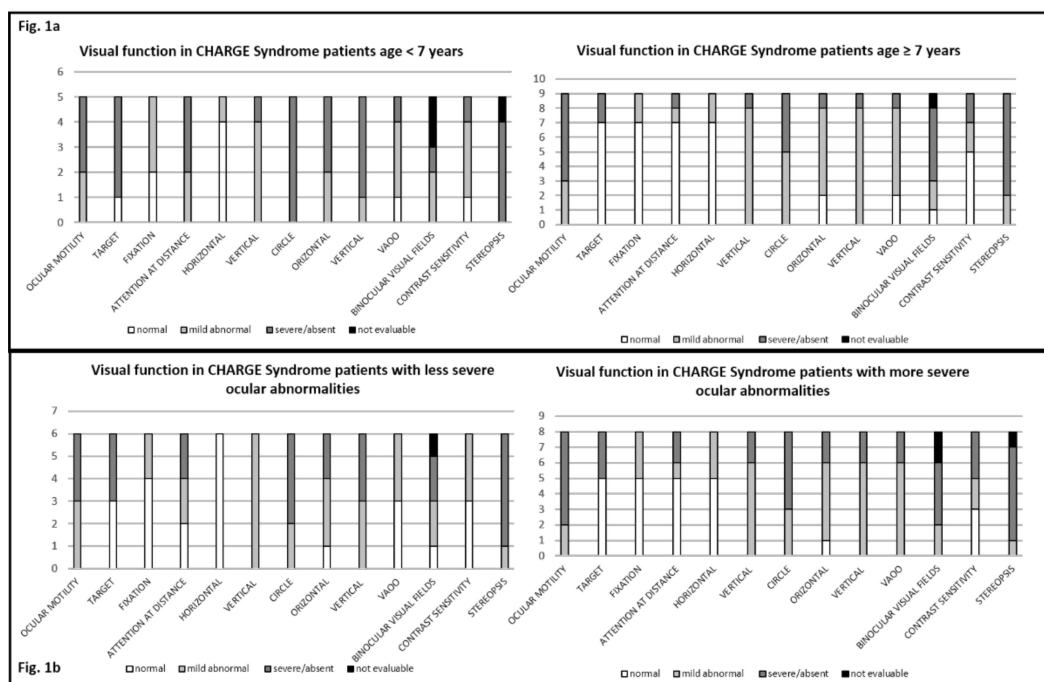 Fig. 1a
Visual function in CHARGE Syndrome patients age < 7 years
6
5
4
3
2
1
0
OCULAR MOTILITY
TARGET
FIXATION
ATTENTION AT DISTANCE
HORIZONTAL
VERTICAL
CIRCLE
ORIZONTAL
VERTICAL
VAOO
BINOCULAR VISUAL FIELDS
CONTRAST SENSITIVITY
STEREOPSIS
normal mild abnormal severe/absent not evaluable
Visual function in CHARGE Syndrome patients age ≥ 7 years
10
9
8
7
6
5
4
3
2
1
0
OCULAR MOTILITY
TARGET
FIXATION
ATTENTION AT DISTANCE
HORIZONTAL
VERTICAL
CIRCLE
ORIZONTAL
VERTICAL
VAOO
BINOCULAR VISUAL FIELDS
CONTRAST SENSITIVITY
STEREOPSIS
normal mild abnormal severe/absent not evaluable
Visual function in CHARGE Syndrome patients with less severe
ocular abnormalities
7
6
5
4
3
2
1
0
OCULAR MOTILITY
TARGET
FIXATION
ATTENTION AT DISTANCE
HORIZONTAL
VERTICAL
CIRCLE
ORIZONTAL
VERTICAL
VAOO
BINOCULAR VISUAL FIELDS
CONTRAST SENSITIVITY
STEREOPSIS
normal mild abnormal severe/absent not evaluable
Fig. 1b
Visual function in CHARGE Syndrome patients with more severe
ocular abnormalities
9
8
7
6
5
4
3
2
1
0
OCULAR MOTILITY
TARGET
FIXATION
ATTENTION AT DISTANCE
HORIZONTAL
VERTICAL
CIRCLE
ORIZONTAL
VERTICAL
VAOO
BINOCULAR VISUAL FIELDS
CONTRAST SENSITIVITY
STEREOPSIS
normal mild abnormal severe/absent not evaluable